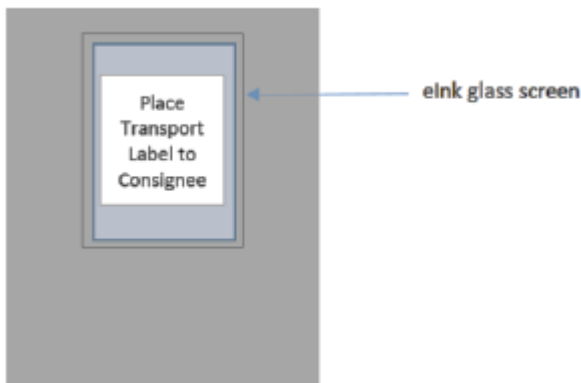 Place
Transport
Label to
Consignee
eInk glass screen